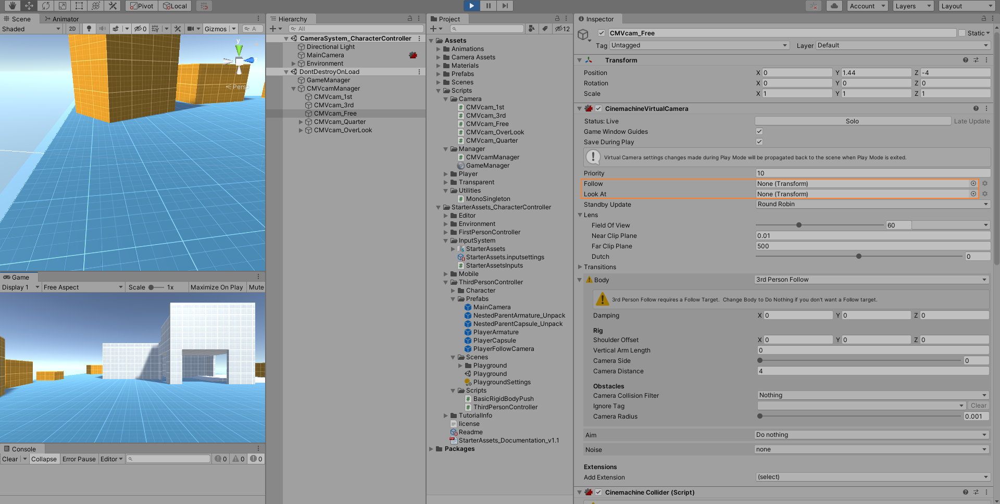 Pivot Local Account Layers Layout
Scene Animator
Shaded 2D 0 Gizmos A
y
z
Persp
Game
Display 1 Free Aspect Scale 1x Maximize On Play Mute
Console
Clear Collapse Error Pause Editor 0 0 0
Hierarchy
All
CameraSystem_CharacterController
Directional Light
MainCamera
Environment
DontDestroyOnLoad
GameManager
CMVcamManager
CMVcam_1st
CMVcam_3rd
CMVcam_Free
CMVcam_Quarter
CMVcam_OverLook
Project
12
Assets
Animations
Camera Assets
Materials
Prefabs
Scenes
Scripts
Camera
CMVcam_1st
CMVcam_3rd
CMVcam_Free
CMVcam_OverLook
CMVcam_Quarter
Manager
CMVcamManager
GameManager
Player
Transparent
Utilities
MonoSingleton
StarterAssets_CharacterController
Editor
Environment
FirstPersonController
InputSystem
StarterAssets
StarterAssets.inputsettings
StarterAssetsInputs
Mobile
ThirdPersonController
Character
Prefabs
MainCamera
NestedParentArmature_Unpack
NestedParentCapsule_Unpack
PlayerArmature
PlayerCapsule
PlayerFollowCamera
Scenes
Playground
Playground
PlaygroundSettings
Scripts
BasicRigidBodyPush
ThirdPersonController
TutorialInfo
license
Readme
StarterAssets_Documentation_v1.1
Packages
Inspector
CMVcam_Free Static
Tag Untagged Layer Default
Transform
Position X 0 Y 1.44 Z -4
Rotation X 0 Y 0 Z 0
Scale X 1 Y 1 Z 1
CinemachineVirtualCamera
Status: Live Solo Late Update
Game Window Guides
Save During Play
Virtual Camera settings changes made during Play Mode will be propagated back to the scene when Play Mode is exited.
Priority 10
Follow None (Transform)
Look At None (Transform)
Standby Update Round Robin
Lens
Field Of View 60
Near Clip Plane 0.01
Far Clip Plane 500
Dutch 0
Transitions
Body 3rd Person Follow
3rd Person Follow requires a Follow Target. Change Body to Do Nothing if you don't want a Follow target.
Damping X 0 Y 0 Z 0
Rig
Shoulder Offset X 0 Y 0 Z 0
Vertical Arm Length 0
Camera Side 0
Camera Distance 4
Obstacles
Camera Collision Filter Nothing
Ignore Tag Clear
Camera Radius 0.001
Aim Do nothing
Noise none
Extensions
Add Extension (select)
Cinemachine Collider (Script)